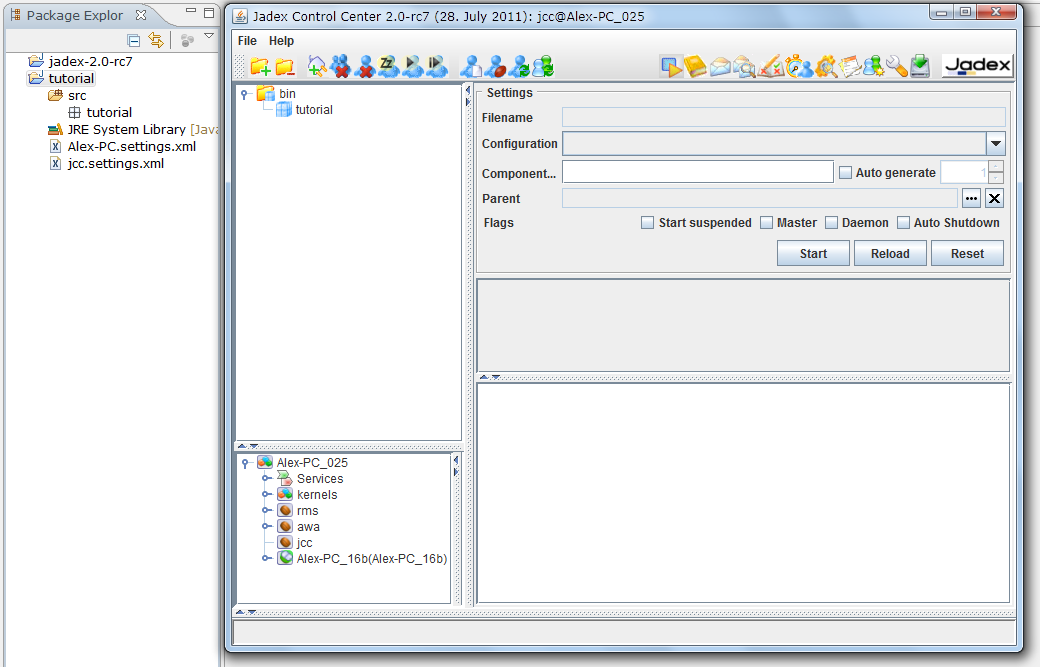 Package Explor
jadex-2.0-rc7
tutorial
src
tutorial
JRE System Library [Java
Alex-PC.settings.xml
jcc.settings.xml
Jadex Control Center 2.0-rc7 (28. July 2011): jcc@Alex-PC_025
File Help
Jadex
bin
tutorial
Alex-PC_025
Services
kernels
rms
awa
jcc
Alex-PC_16b(Alex-PC_16b)
Settings
Filename
Configuration
Component... Auto generate 1
Parent ...
Flags Start suspended Master Daemon Auto Shutdown
Start Reload Reset